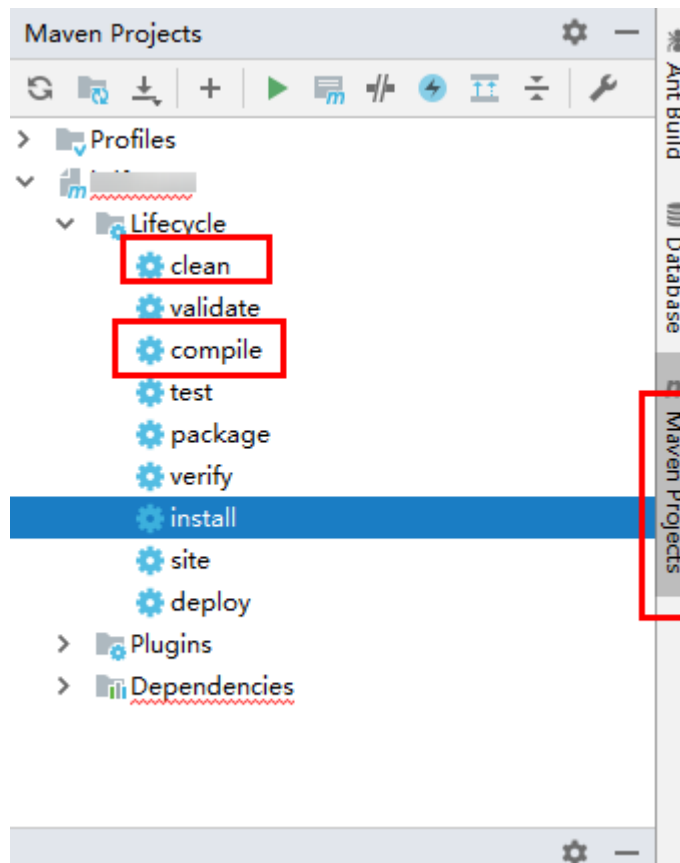 Maven Projects
Profiles
Lifecycle
clean
validate
compile
test
package
verify
install
site
deploy
Plugins
Dependencies
Ant Build
Database
Maven Projects